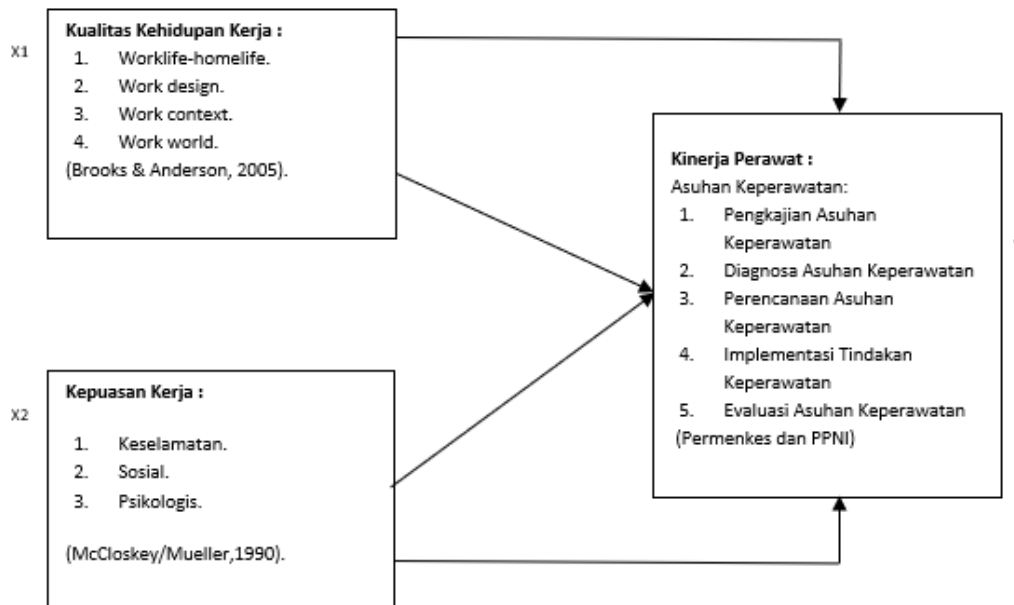 X1
Kualitas Kehidupan Kerja :
1. Worklife-homelife.
2. Work design.
3. Work context.
4. Work world.
(Brooks & Anderson, 2005).
Kinerja Perawat :
Asuhan Keperawatan:
1. Pengkajian Asuhan
Keperawatan
2. Diagnosa Asuhan Keperawatan
3. Perencanaan Asuhan
Keperawatan
4. Implementasi Tindakan
Keperawatan
5. Evaluasi Asuhan Keperawatan
(Permenkes dan PPNI)
X2
Kepuasan Kerja :
1. Keselamatan.
2. Sosial.
3. Psikologis.
(McCloskey/Mueller,1990).